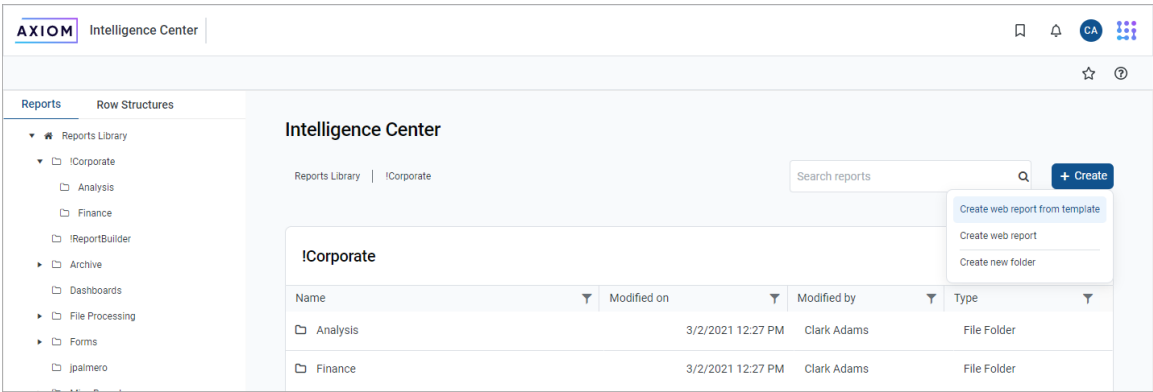 AXIOM Intelligence Center CA
Reports Row Structures
Reports Library
!Corporate
Analysis
Finance
!ReportBuilder
Archive
Dashboards
File Processing
Forms
jpalmero
Intelligence Center
Reports Library | !Corporate
Search reports
+ Create
Create web report from template
Create web report
Create new folder
!Corporate
Name Modified on Modified by Type
Analysis 3/2/2021 12:27 PM Clark Adams File Folder
Finance 3/2/2021 12:27 PM Clark Adams File Folder